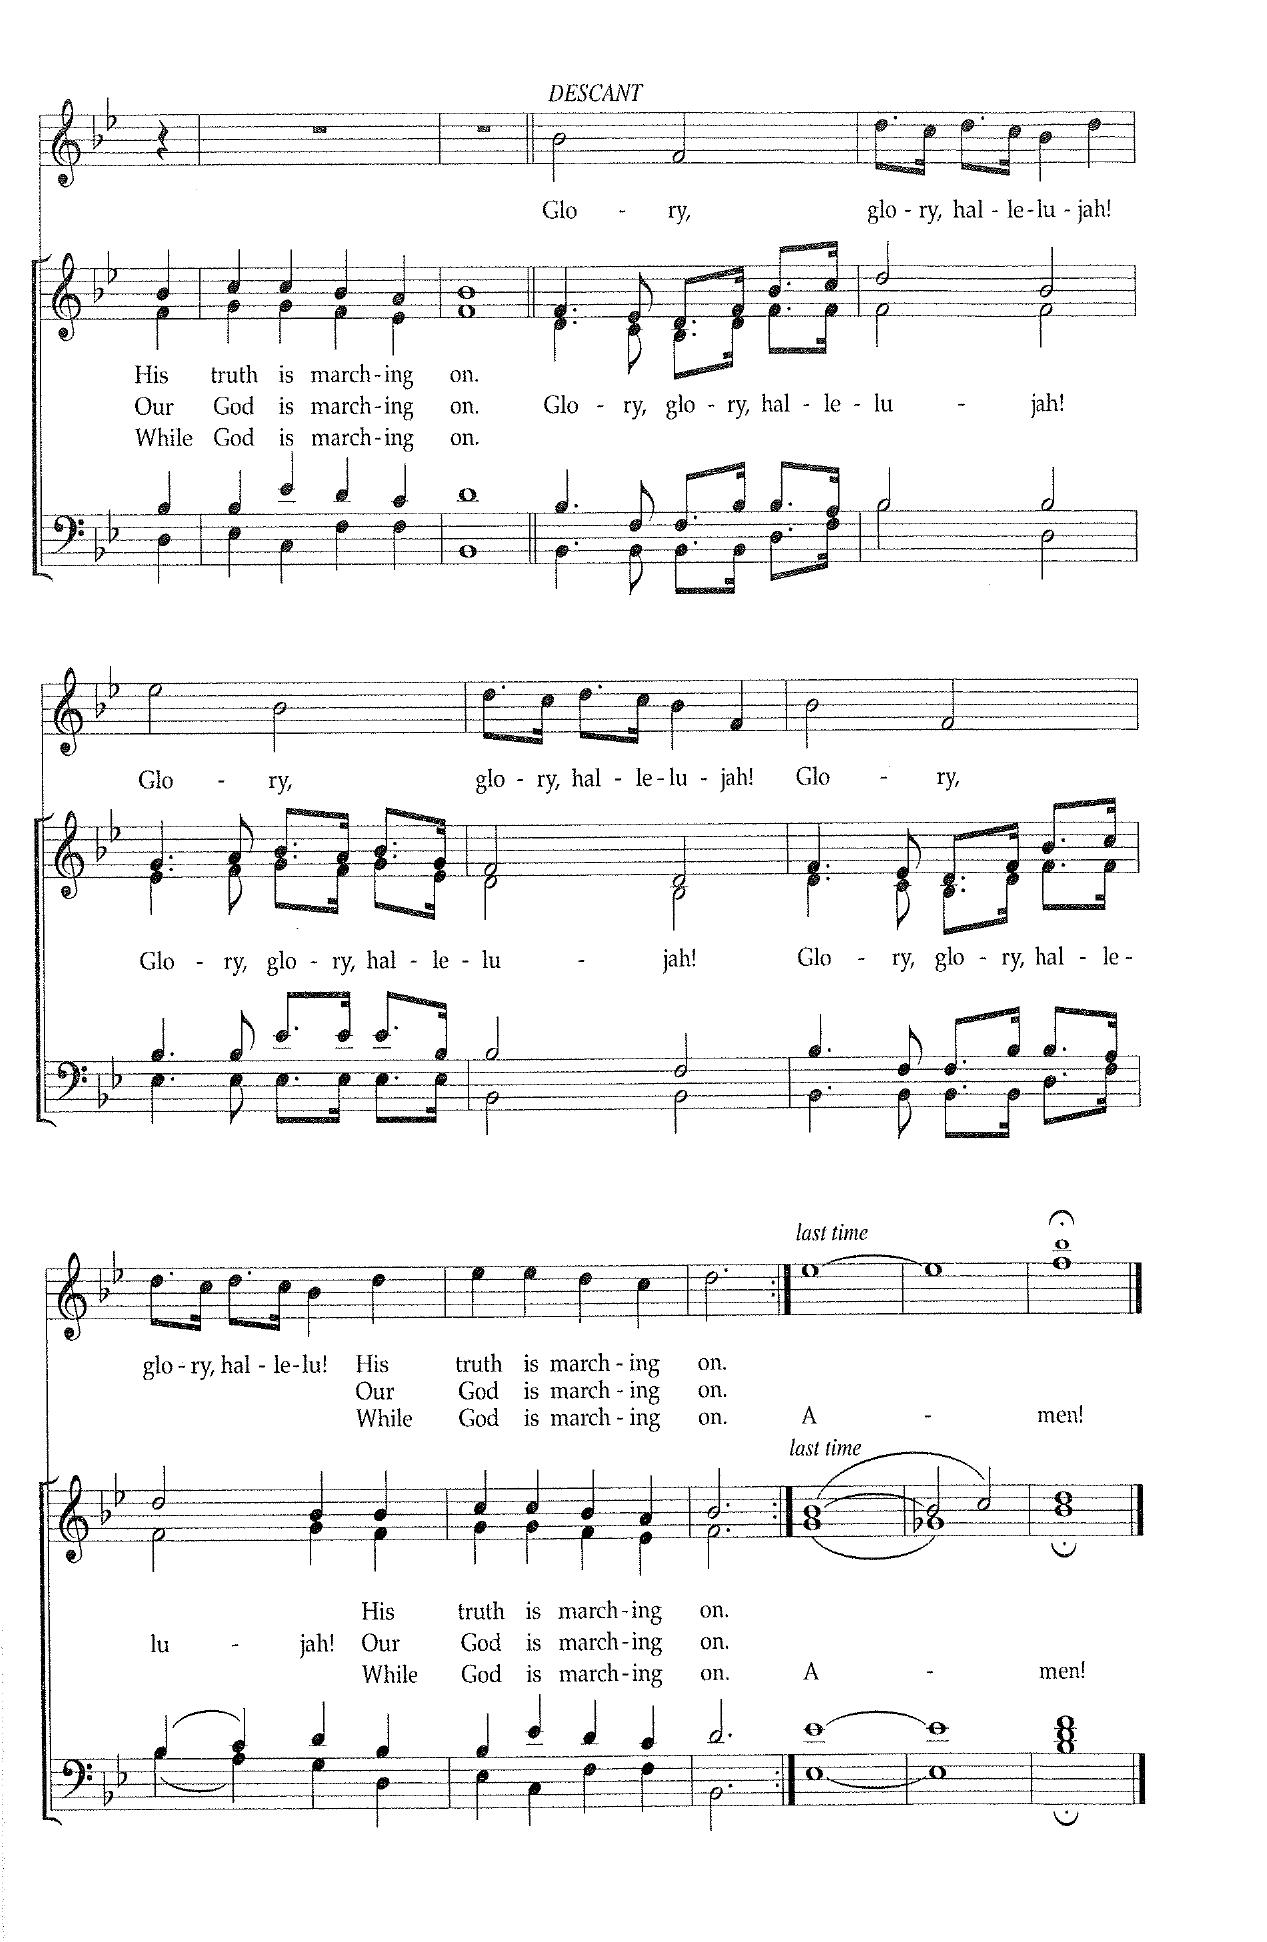 DESCANT
Glo - ry, glo - ry, hal - le - lu - jah!
His truth is march - ing on.
Our God is march - ing on. Glo - ry, glo - ry, hal - le - lu - jah!
While God is march - ing on.
Glo - ry, glo - ry, hal - le - lu - jah! Glo - ry,
Glo - ry, glo - ry, hal - le - lu - jah! Glo - ry, glo - ry, hal - le -
last time
glo - ry, hal - le - lu! His truth is march - ing on.
Our God is march - ing on.
While God is march - ing on. A - men!
last time
His truth is march - ing on.
lu - jah! Our God is march - ing on.
While God is march - ing on. A - men!